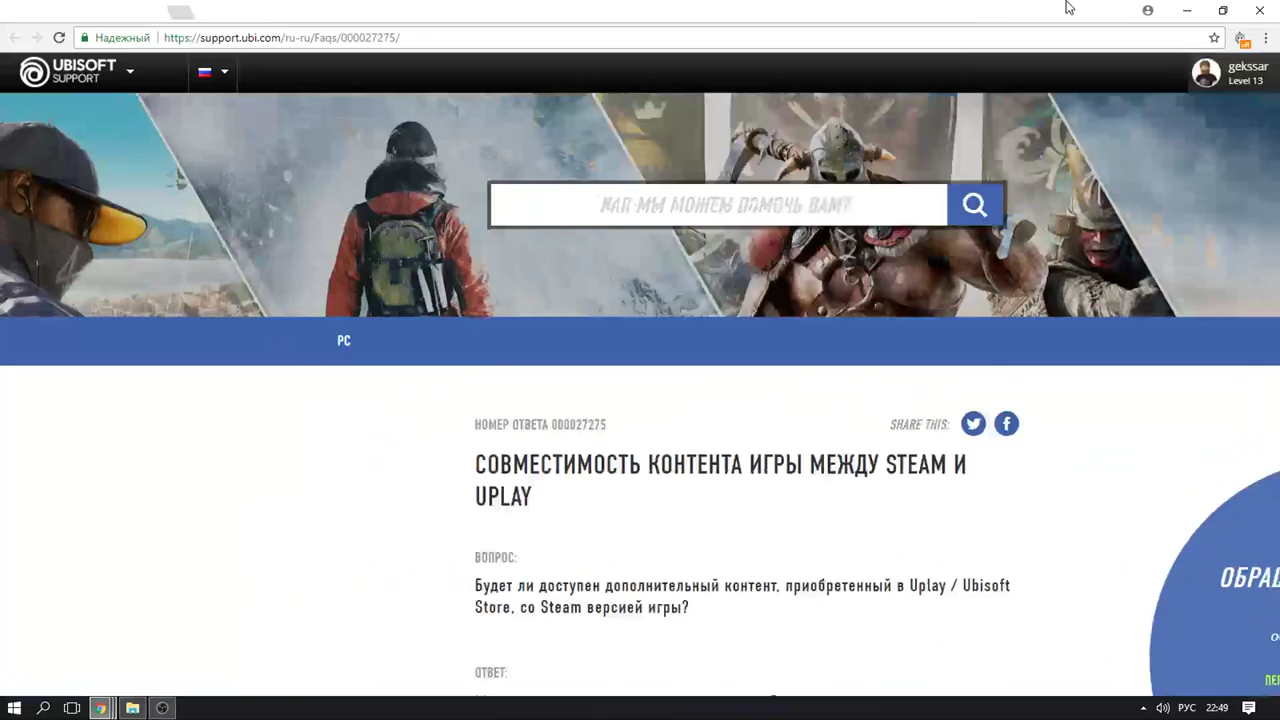 Надежный https://support.ubi.com/ru-ru/Faqs/000027275/
UBISOFT
SUPPORT
gekssar
Level 13
КАК МЫ МОЖЕМ ПОМОЧЬ ВАМ?
PC
НОМЕР ОТВЕТА 000027275
SHARE THIS:
СОВМЕСТИМОСТЬ КОНТЕНТА ИГРЫ МЕЖДУ STEAM И
UPLAY
ВОПРОС:
Будет ли доступен дополнительный контент, приобретенный в Uplay / Ubisoft
Store, со Steam версией игры?
ОТВЕТ:
РУС 22:49